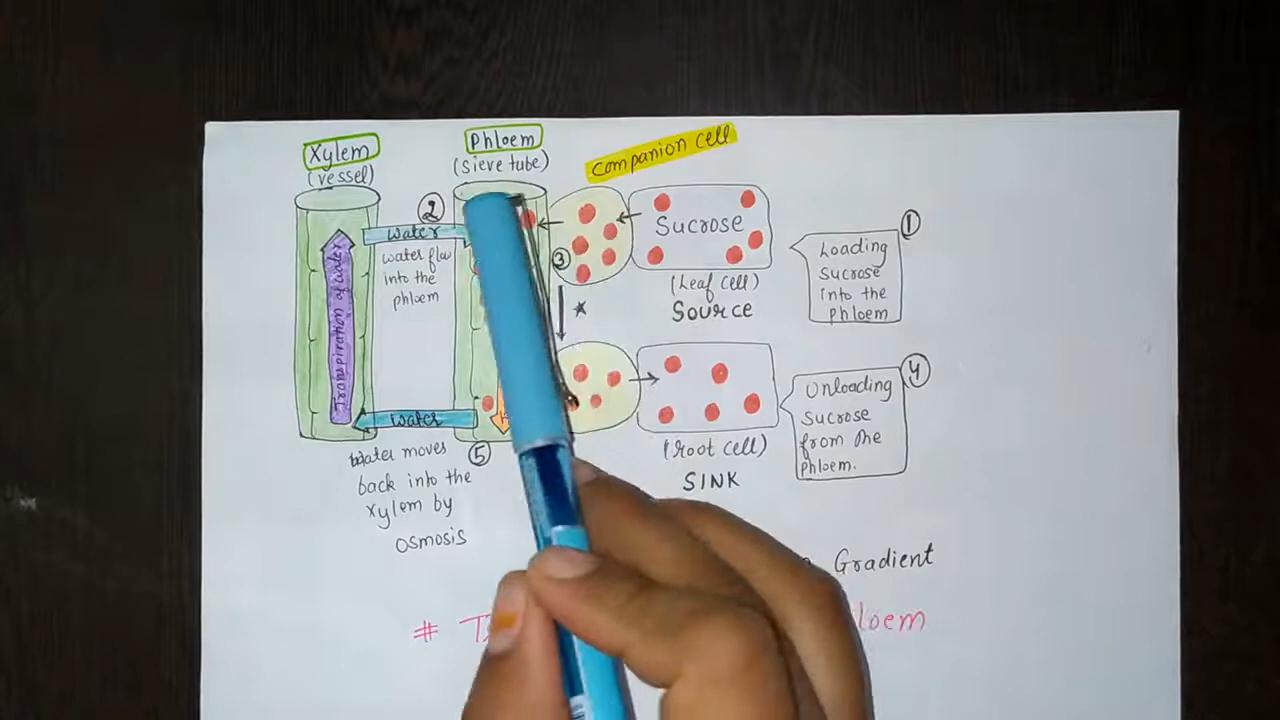 Xylem
(vessel)
Phloem
(sieve tube)
companion cell
2
water
water flow
into the
phloem
Transpiration of water
3
*
Sucrose
(Leaf cell)
SOURCE
1
Loading
Sucrose
into the
Phloem
4
Unloading
Sucrose
from the
phloem.
(root cell)
SINK
water
5
Water moves
back into the
xylem by
osmosis
Gradient
#